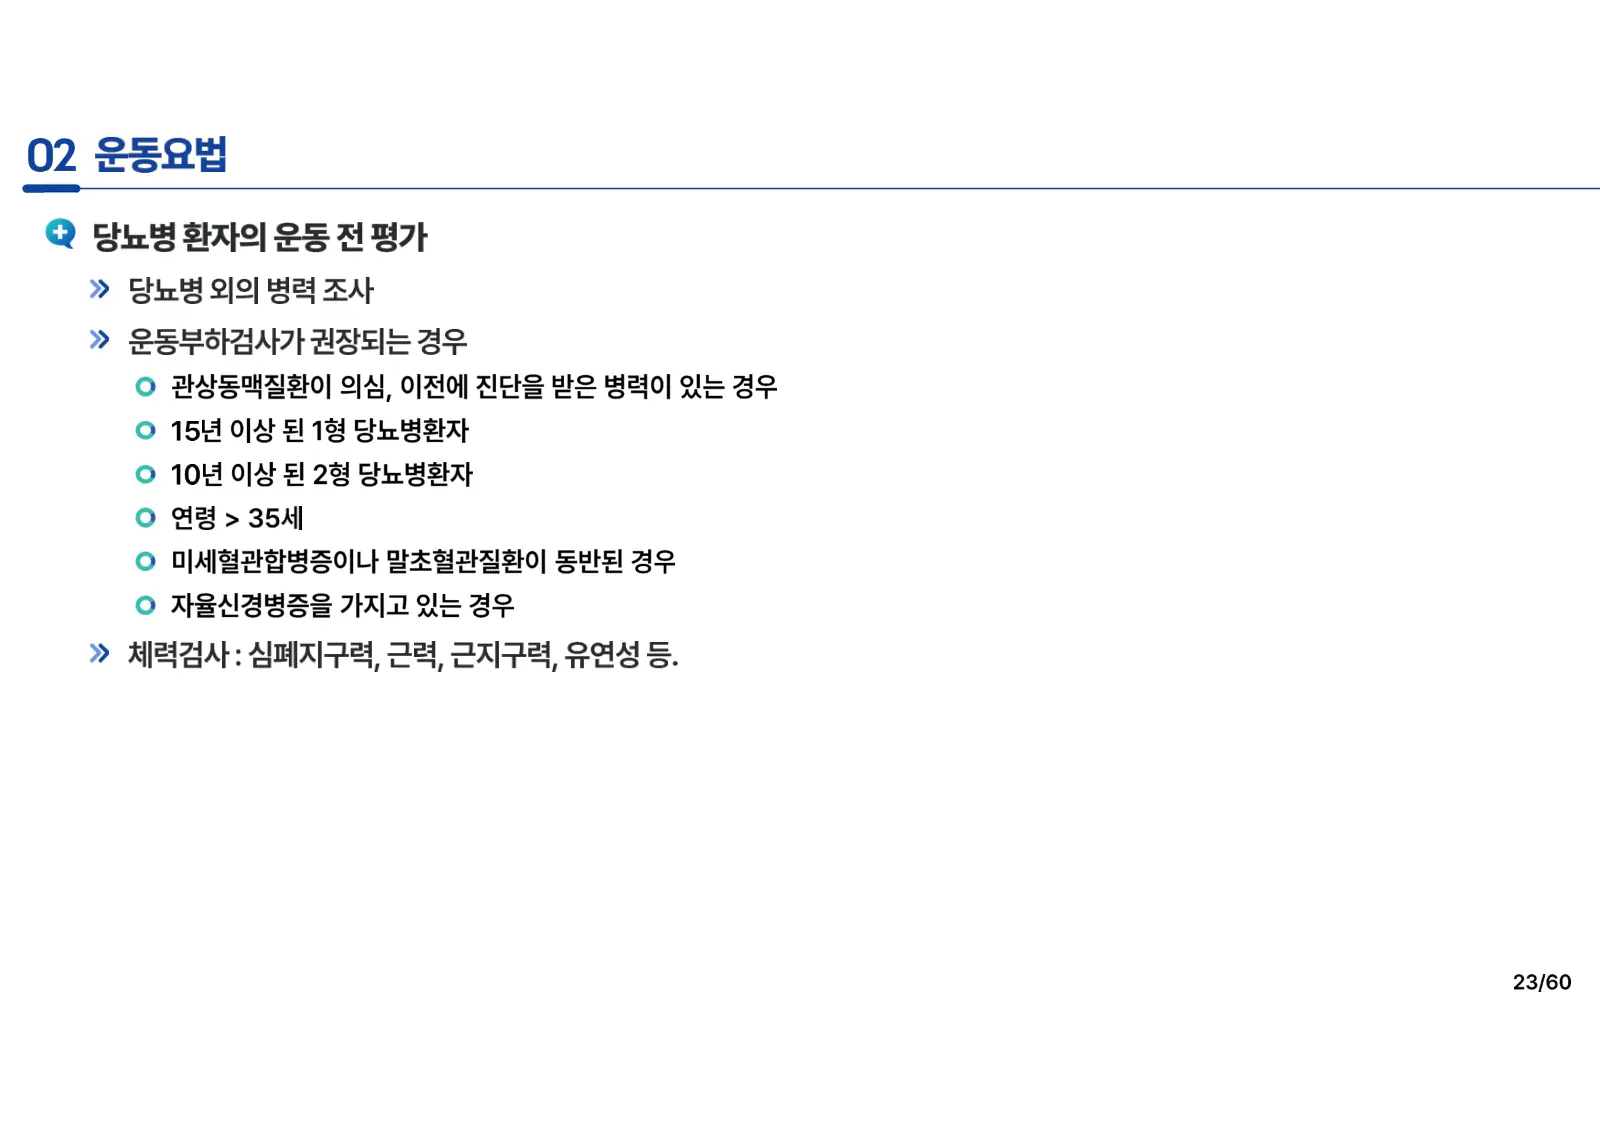 02 운동요법
당뇨병 환자의 운동 전 평가
당뇨병 외의 병력 조사
운동부하검사가 권장되는 경우
관상동맥질환이 의심, 이전에 진단을 받은 병력이 있는 경우
15년 이상 된 1형 당뇨병환자
10년 이상 된 2형 당뇨병환자
연령 > 35세
미세혈관합병증이나 말초혈관질환이 동반된 경우
자율신경병증을 가지고 있는 경우
체력검사 : 심폐지구력, 근력, 근지구력, 유연성 등.
23/60